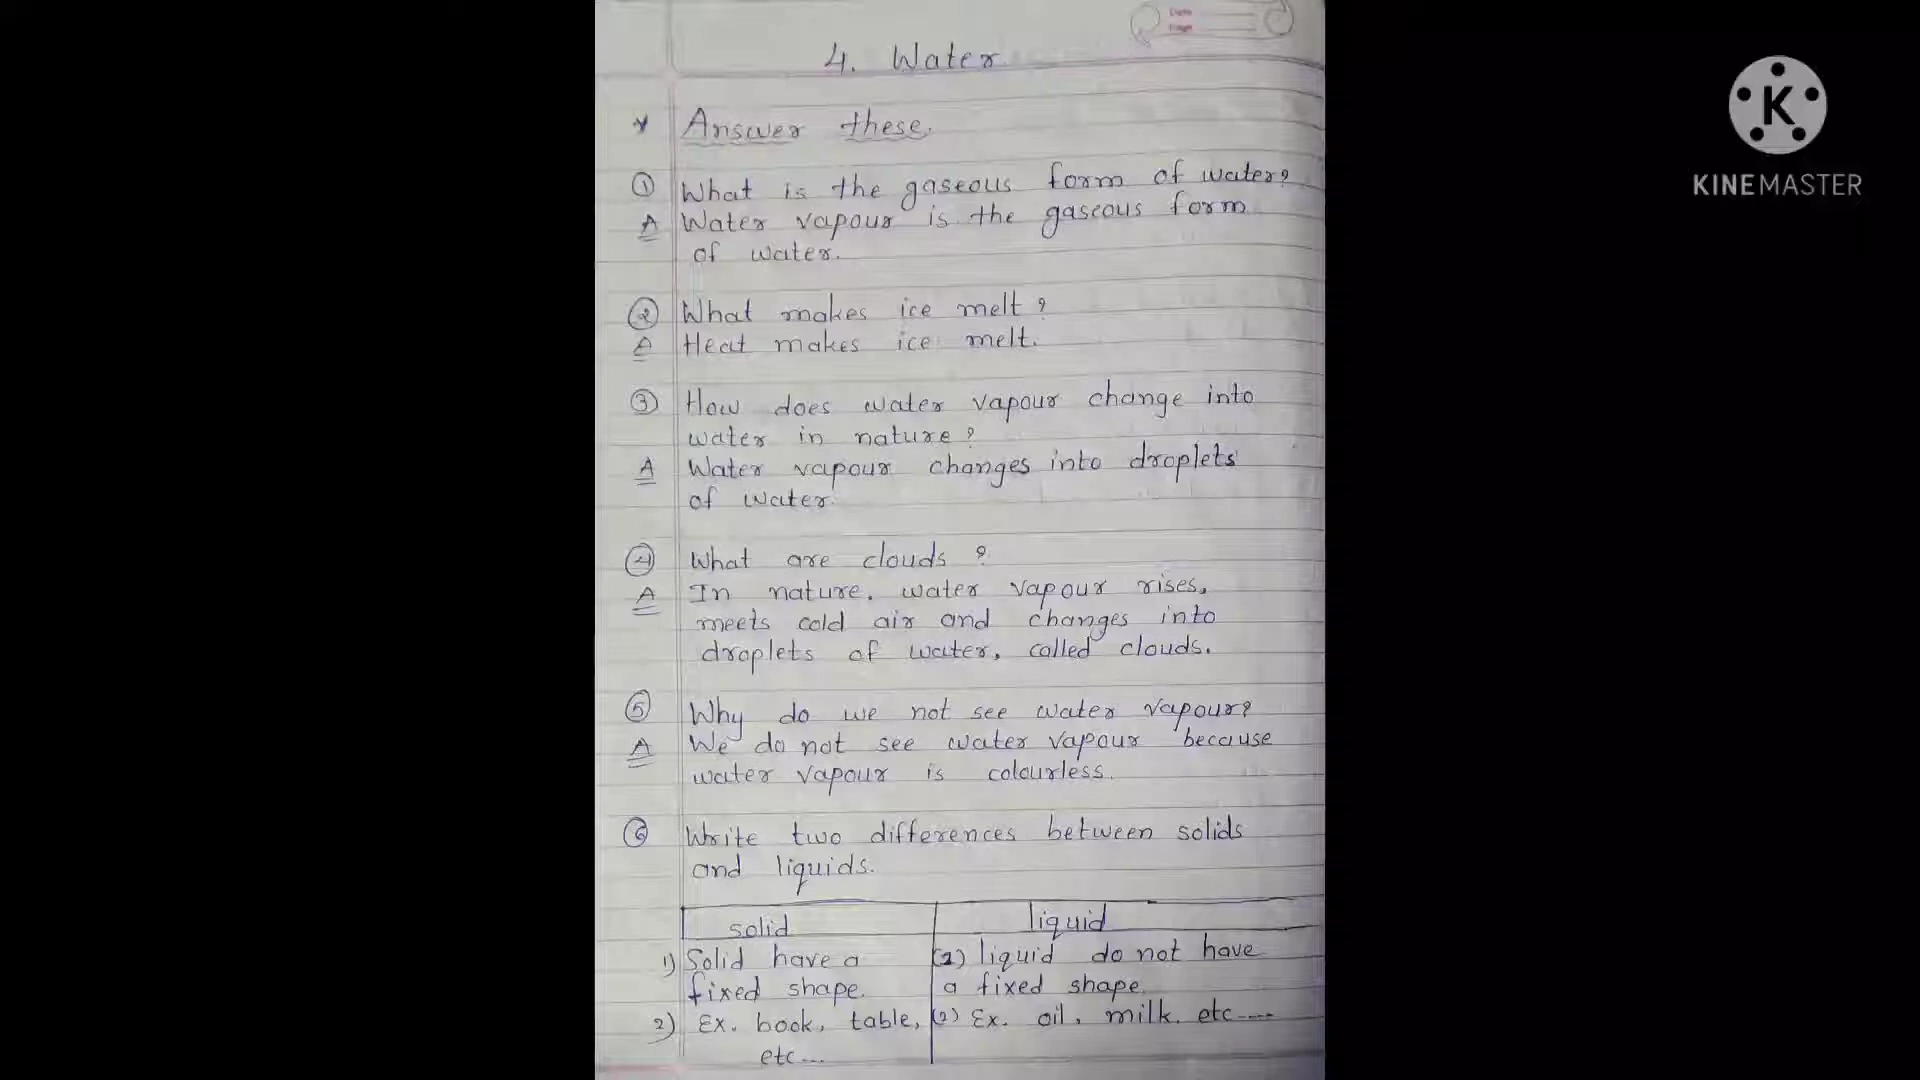 Date
Page
4. Water
Answer these.
① What is the gaseous form of water?
A Water vapour is the gaseous form
of water.
② What makes ice melt?
A Heat makes ice melt.
③ How does water vapour change into
water in nature?
A Water vapour changes into droplets
of water.
④ What are clouds?
A In nature, water vapour rises,
meets cold air and changes into
droplets of water, called clouds.
⑤ Why do we not see water vapour?
A We do not see water vapour because
water vapour is colourless.
⑥ Write two differences between solids
and liquids.
solid liquid
1) Solid have a (1) liquid do not have
fixed shape. a fixed shape.
2) Ex. book, table, (2) Ex. oil, milk, etc----
etc---
K
KINEMASTER